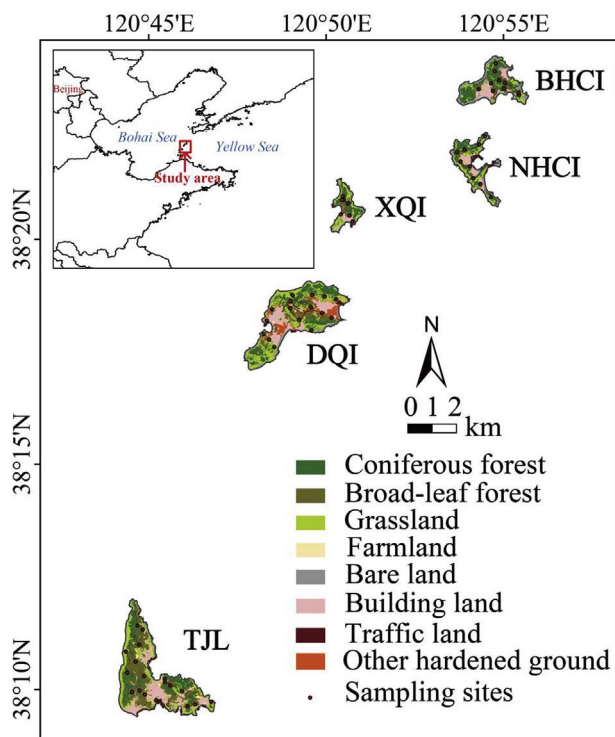 120°45'E 120°50'E 120°55'E
BHCI
Beijing
Bohai Sea
Yellow Sea
Study area
NHCI
XQI
38°20'N
DQI
N
0 1 2
km
38°15'N
Coniferous forest
Broad-leaf forest
Grassland
Farmland
Bare land
Building land
Traffic land
Other hardened ground
Sampling sites
TJL
38°10'N